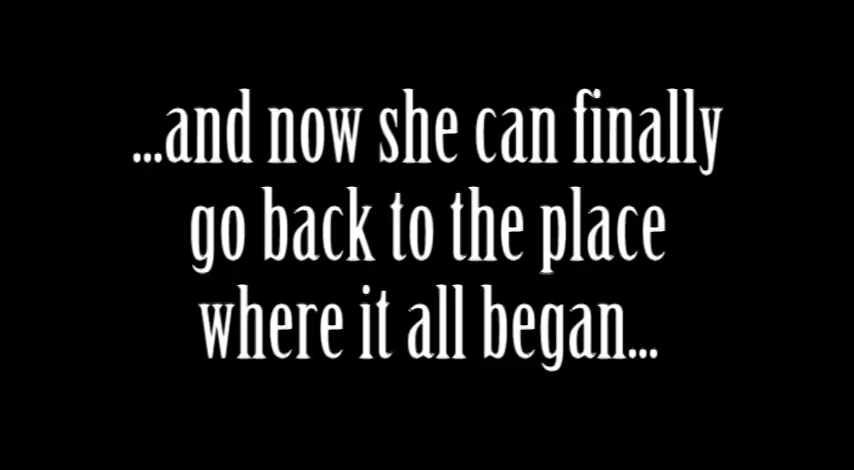 ...and now she can finally
go back to the place
where it all began...